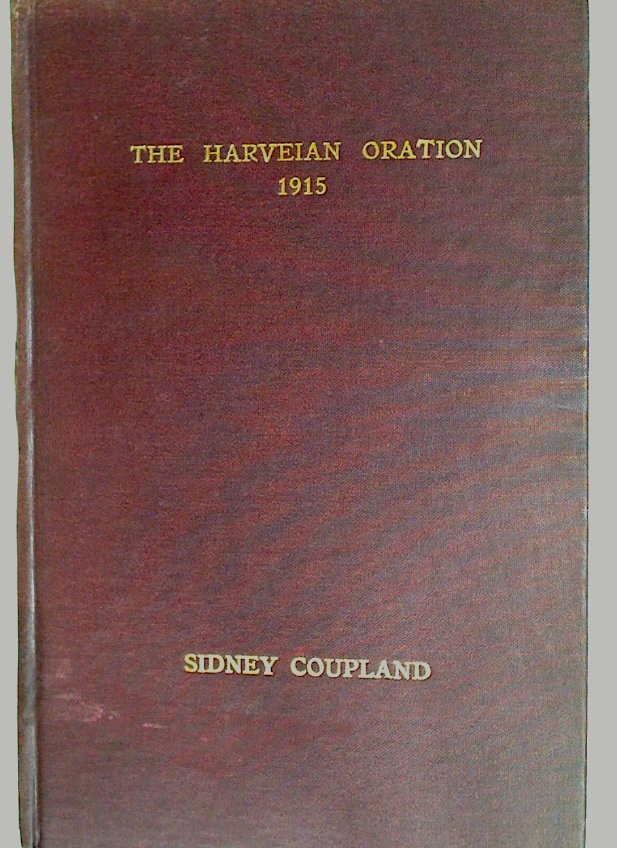 THE HARVEIAN ORATION
1915
SIDNEY COUPLAND